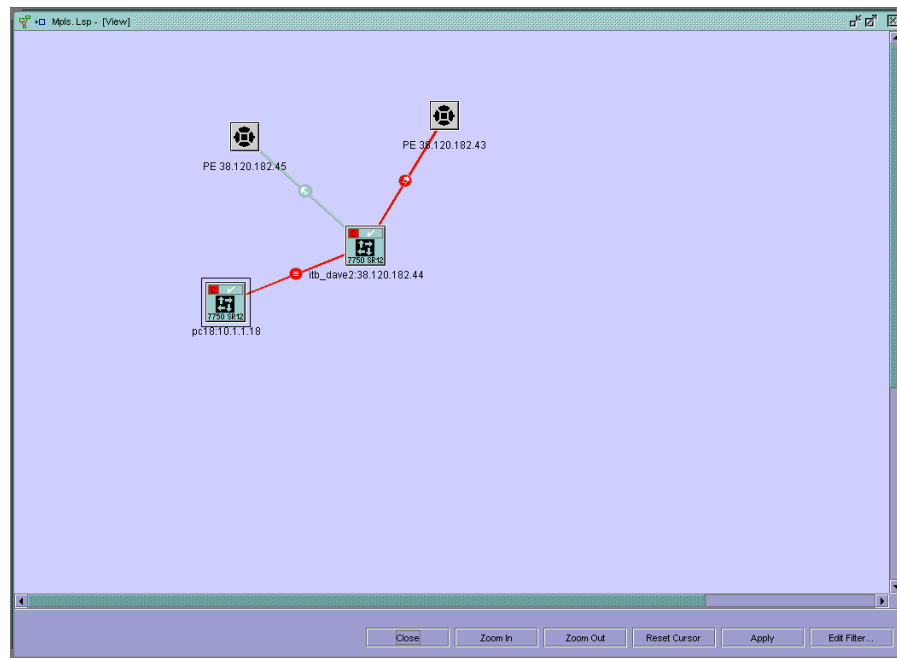 Mpls. Lsp - [View]
PE 38.120.182.45
PE 38.120.182.43
C
7750 SR12
itb_dave2:38.120.182.44
C
7750 SR12
pc18:10.1.1.18
Close
Zoom In
Zoom Out
Reset Cursor
Apply
Edit Filter...